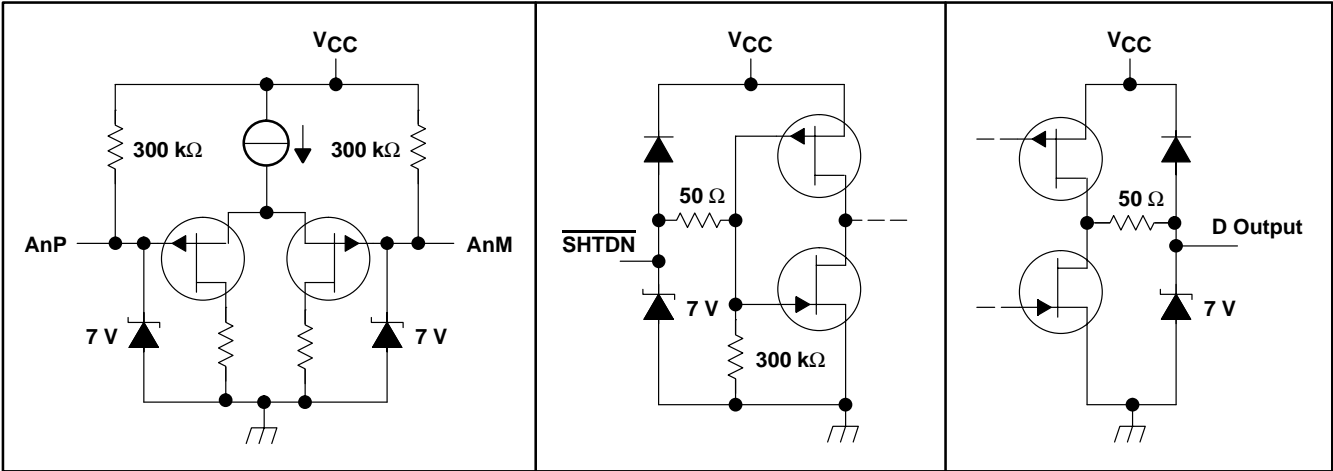 VCC
300 kΩ
300 kΩ
AnP
AnM
7 V
7 V
VCC
50 Ω
SHTDN
7 V
300 kΩ
VCC
50 Ω
D Output
7 V